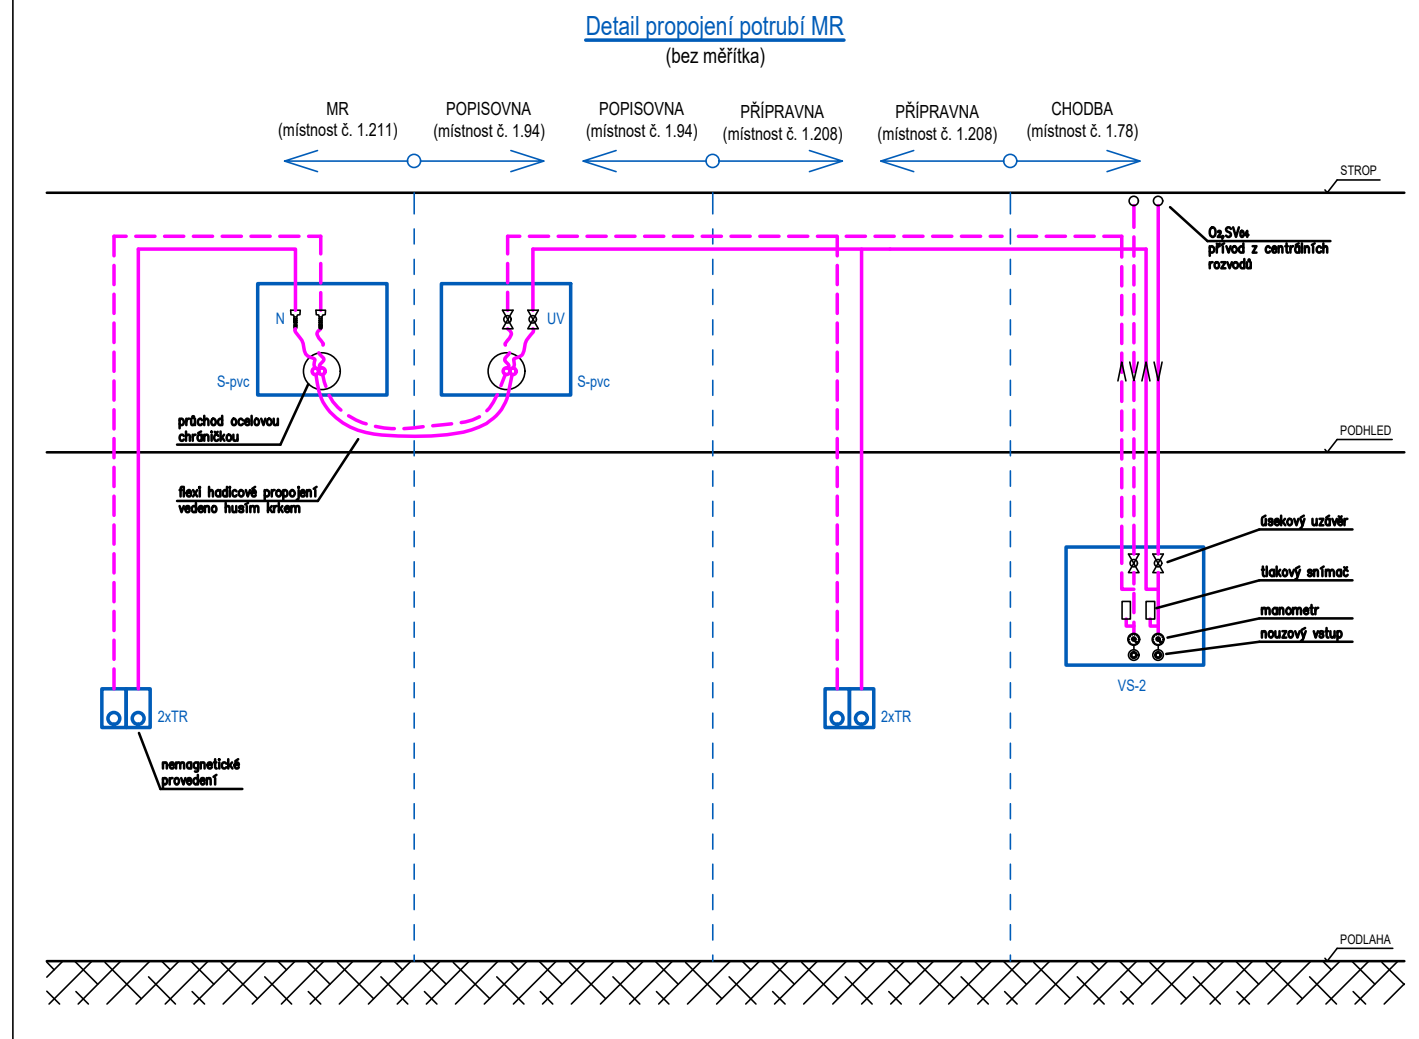 Detail propojení potrubí MR
(bez měřítka)
MR
(místnost č. 1.211)
POPISOVNA
(místnost č. 1.94)
POPISOVNA
(místnost č. 1.94)
PŘÍPRAVNA
(místnost č. 1.208)
PŘÍPRAVNA
(místnost č. 1.208)
CHODBA
(místnost č. 1.78)
STROP
O2,SV04
přívod z centrálních
rozvodů
N
UV
S-pvc
S-pvc
průchod ocelovou
chráničkou
PODHLED
flexi hadicové propojení
vedeno husím krkem
úsekový uzávěr
tlakový snímač
manometr
nouzový vstup
VS-2
2xTR
2xTR
nemagnetické
provedení
PODLAHA